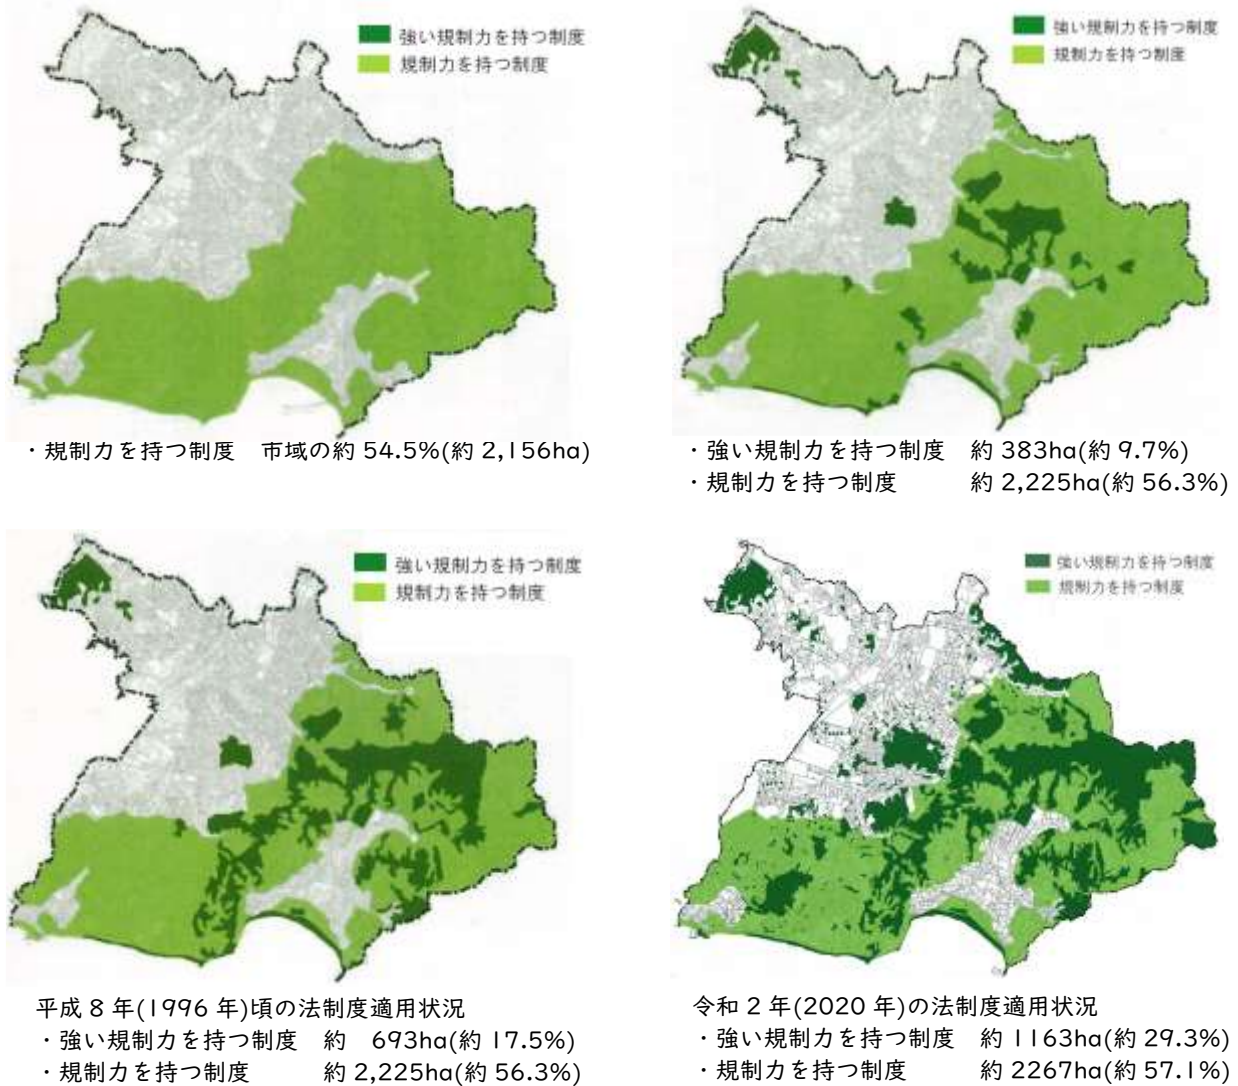 強い規制力を持つ制度
規制力を持つ制度
・規制力を持つ制度 市域の約 54.5%(約 2,156ha)
強い規制力を持つ制度
規制力を持つ制度
・強い規制力を持つ制度 約 383ha(約 9.7%)
・規制力を持つ制度 約 2,225ha(約 56.3%)
強い規制力を持つ制度
規制力を持つ制度
平成 8 年(1996 年)頃の法制度適用状況
・強い規制力を持つ制度 約 693ha(約 17.5%)
・規制力を持つ制度 約 2,225ha(約 56.3%)
強い規制力を持つ制度
規制力を持つ制度
令和 2 年(2020 年)の法制度適用状況
・強い規制力を持つ制度 約 1163ha(約 29.3%)
・規制力を持つ制度 約 2267ha(約 57.1%)